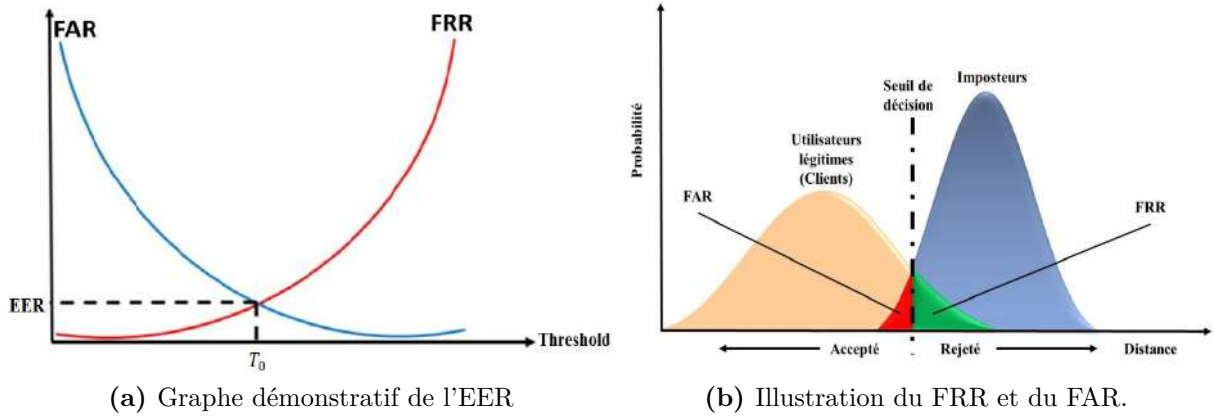 FAR
FRR
EER
Threshold
T₀
(a) Graphe démonstratif de l'EER
Probabilité
Utilisateurs
légitimes
(Clients)
Seuil de
décision
Imposteurs
FAR
FRR
Accepté
Rejeté
Distance
(b) Illustration du FRR et du FAR.